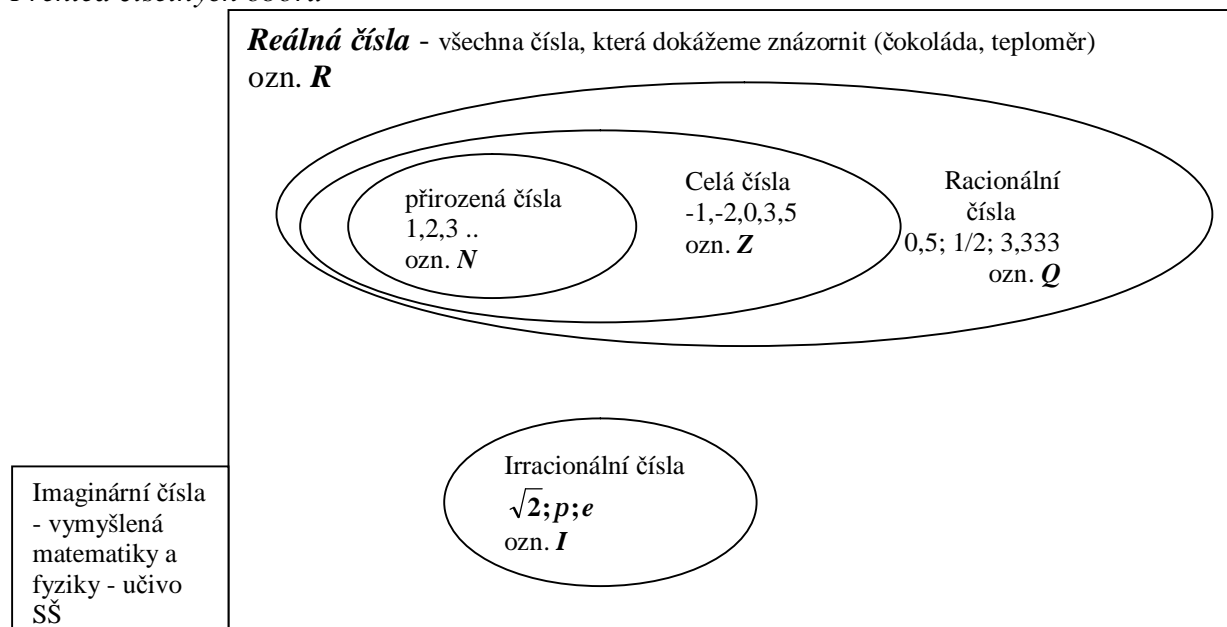 Reálná čísla - všechna čísla, která dokážeme znázornit (čokoláda, teploměr)
ozn. R
přirozená čísla
1,2,3 ..
ozn. N
Celá čísla
-1,-2,0,3,5
ozn. Z
Racionální
čísla
0,5; 1/2; 3,333
ozn. Q
Irracionální čísla
√2; p; e
ozn. I
Imaginární čísla
- vymyšlená
matematiky a
fyziky - učivo
SŠ